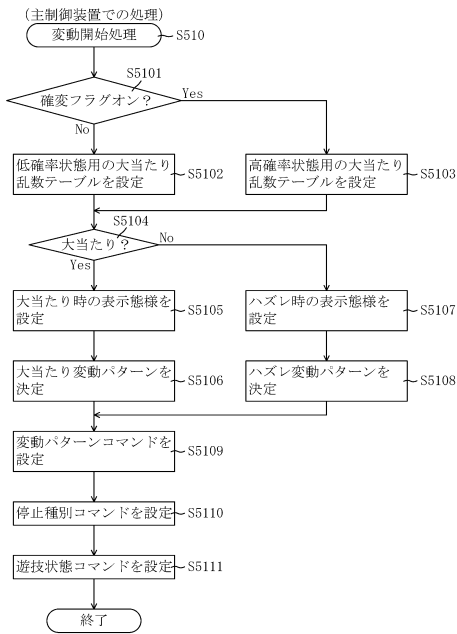 (主制御装置での処理)
変動開始処理
S510
S5101
確変フラグオン？
Yes
No
低確率状態用の大当たり
乱数テーブルを設定
S5102
高確率状態用の大当たり
乱数テーブルを設定
S5103
S5104
大当たり？
No
Yes
大当たり時の表示態様を
設定
S5105
ハズレ時の表示態様を
設定
S5107
大当たり変動パターンを
決定
S5106
ハズレ変動パターンを
決定
S5108
変動パターンコマンドを
設定
S5109
停止種別コマンドを設定
S5110
遊技状態コマンドを設定
S5111
終了